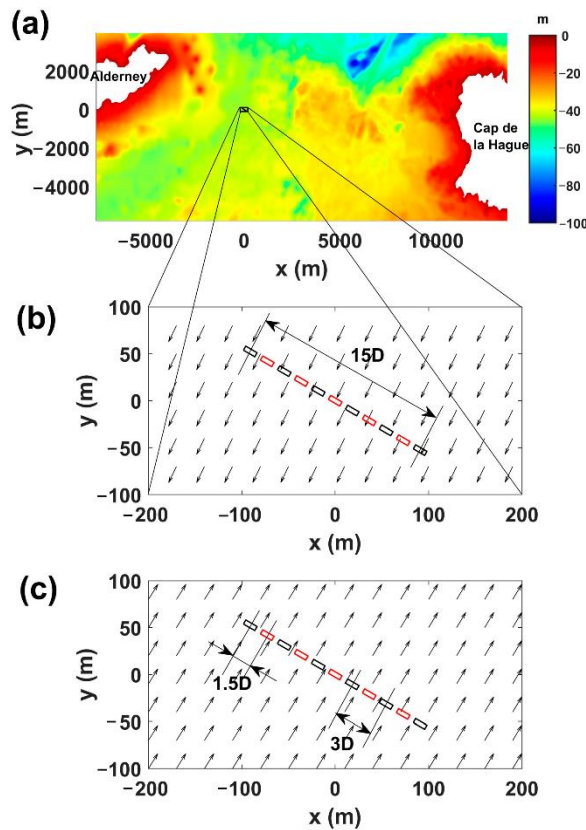 (a)
m
2000
0
−2000
−4000
y (m)
Alderney
Cap de
la Hague
0
−20
−40
−60
−80
−100
−5000 0 5000 10000
x (m)
(b)
100
50
0
−50
−100
y (m)
15D
−200 −100 0 100 200
x (m)
(c)
100
50
0
−50
−100
y (m)
1.5D
3D
−200 −100 0 100 200
x (m)